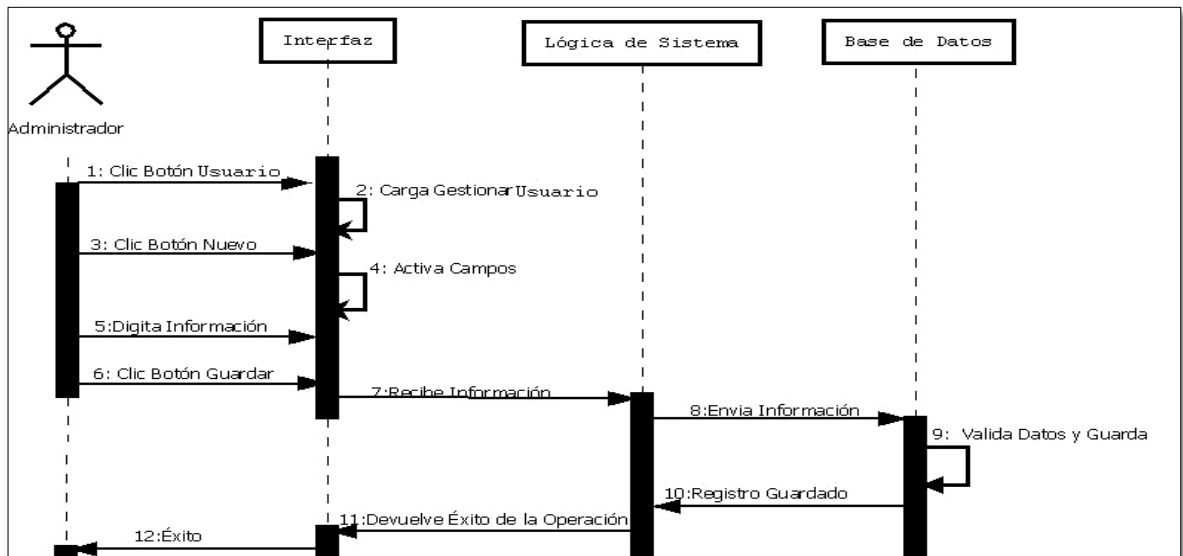 Interfaz
Lógica de Sistema
Base de Datos
Administrador
1: Clic Botón Usuario
2: Carga Gestionar Usuario
3: Clic Botón Nuevo
4: Activa Campos
5:Digita Información
6: Clic Botón Guardar
7:Recibe Información
8:Envia Información
9: Valida Datos y Guarda
10:Registro Guardado
11:Devuelve Éxito de la Operación
12:Éxito